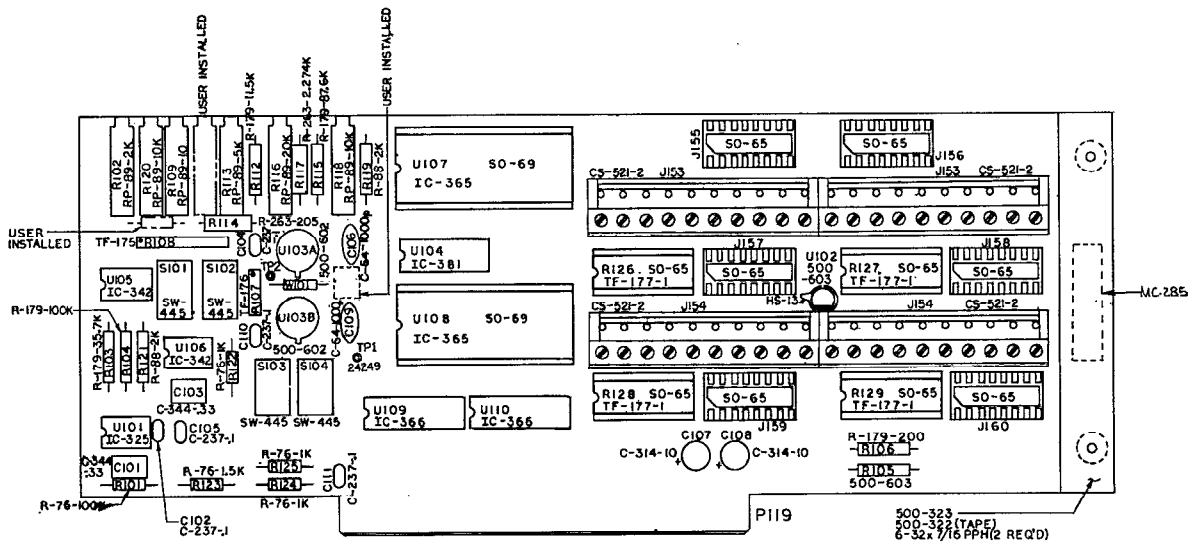 USER INSTALLED
R-179-11.5K
R-263-2.274K
R-179-87.6K
USER INSTALLED
R102
RP-89-2K
R120
RP-89-10K
R109
RP-89-10
R113
RP-89-5K
R112
R116
RP-89-20K
R117
R115
R118
RP-89-10K
R119
R-88-2K
U107 SO-69
IC-365
J155
SO-65
SO-65
J156
CS-521-2 J153
J153 CS-521-2
USER
INSTALLED
R114
R-263-205
TF-175
R108
C104
C-237-.1
U103A
500-602
C106
C-64-1000p
TP2
W101
U104
IC-381
USER INSTALLED
J157
R126. SO-65
TF-177-1
SO-65
U102
500
-603
HS-13
R127. SO-65
TF-177-1
J158
SO-65
MC-285
U105
IC-342
S101
SW-
445
S102
SW-
445
TF-176
R107
C110
C-237-.1
U103B
500-602
C-64-1000p
C109
TP1
24249
U108 SO-69
IC-365
CS-521-2 J154
J154 CS-521-2
R-179-100K
R-179-35.7K
R103
R104
R121
R-88-2K
U106
IC-342
R-76-1K
R122
C103
C-344-.33
S103
S104
SW-445 SW-445
R128 SO-65
TF-177-1
SO-65
J159
R129 SO-65
TF-177-1
SO-65
J160
U101
IC-325
C105
C-237-.1
U109
IC-366
U110
IC-366
C107 C108
C-314-10
C-314-10
R-179-200
R106
R105
500-603
C-344
-.33
C101
R101
R-76-100K
R-76-1.5K
R123
R-76-1K
R125
R124
R-76-1K
C111
C-237-.1
C102
C-237-.1
P119
500-323
500-322(TAPE)
6-32x 7/16 PPH(2 REQ'D)